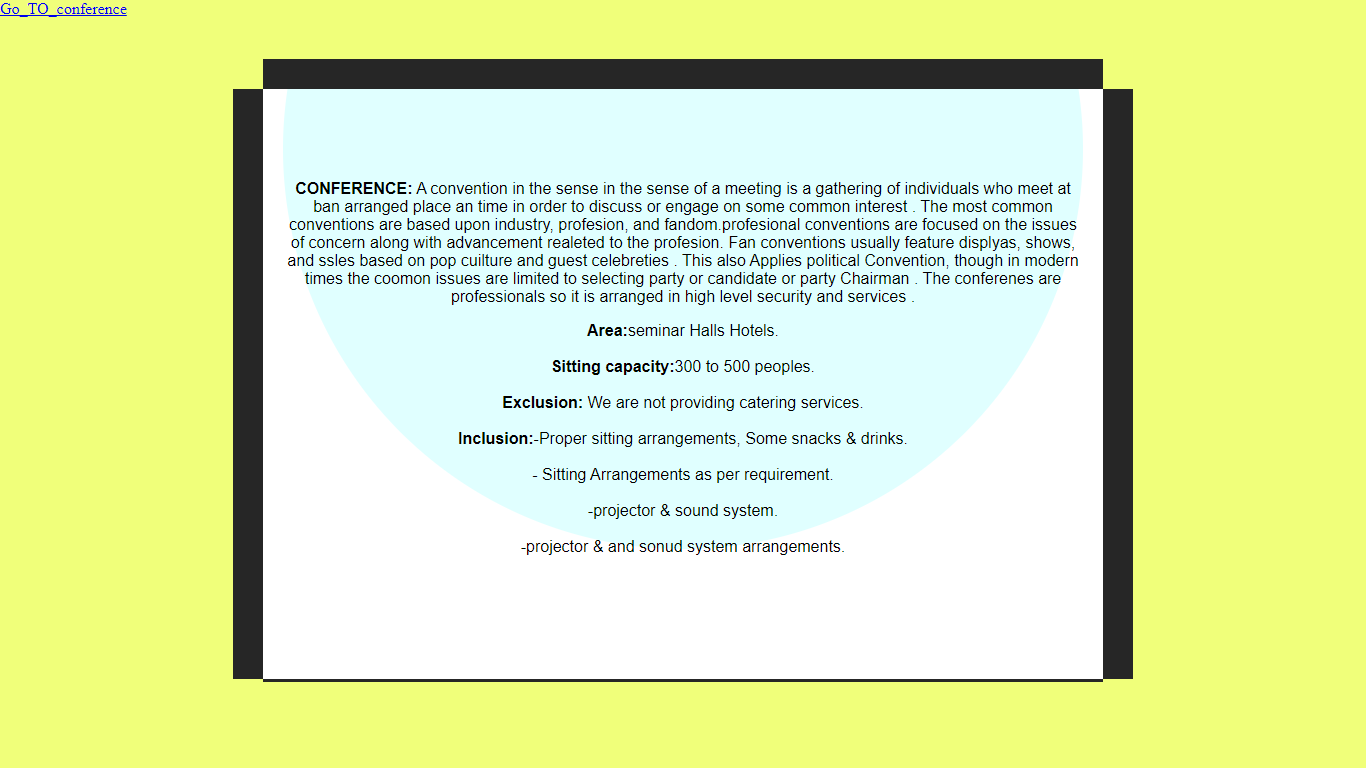 Go_TO_conference
CONFERENCE: A convention in the sense in the sense of a meeting is a gathering of individuals who meet at
ban arranged place an time in order to discuss or engage on some common interest . The most common
conventions are based upon industry, profesion, and fandom.profesional conventions are focused on the issues
of concern along with advancement realeted to the profesion. Fan conventions usually feature displyas, shows,
and ssles based on pop cuilture and guest celebreties . This also Applies political Convention, though in modern
times the coomon issues are limited to selecting party or candidate or party Chairman . The conferenes are
professionals so it is arranged in high level security and services .
Area:seminar Halls Hotels.
Sitting capacity:300 to 500 peoples.
Exclusion: We are not providing catering services.
Inclusion:-Proper sitting arrangements, Some snacks & drinks.
- Sitting Arrangements as per requirement.
-projector & sound system.
-projector & and sonud system arrangements.